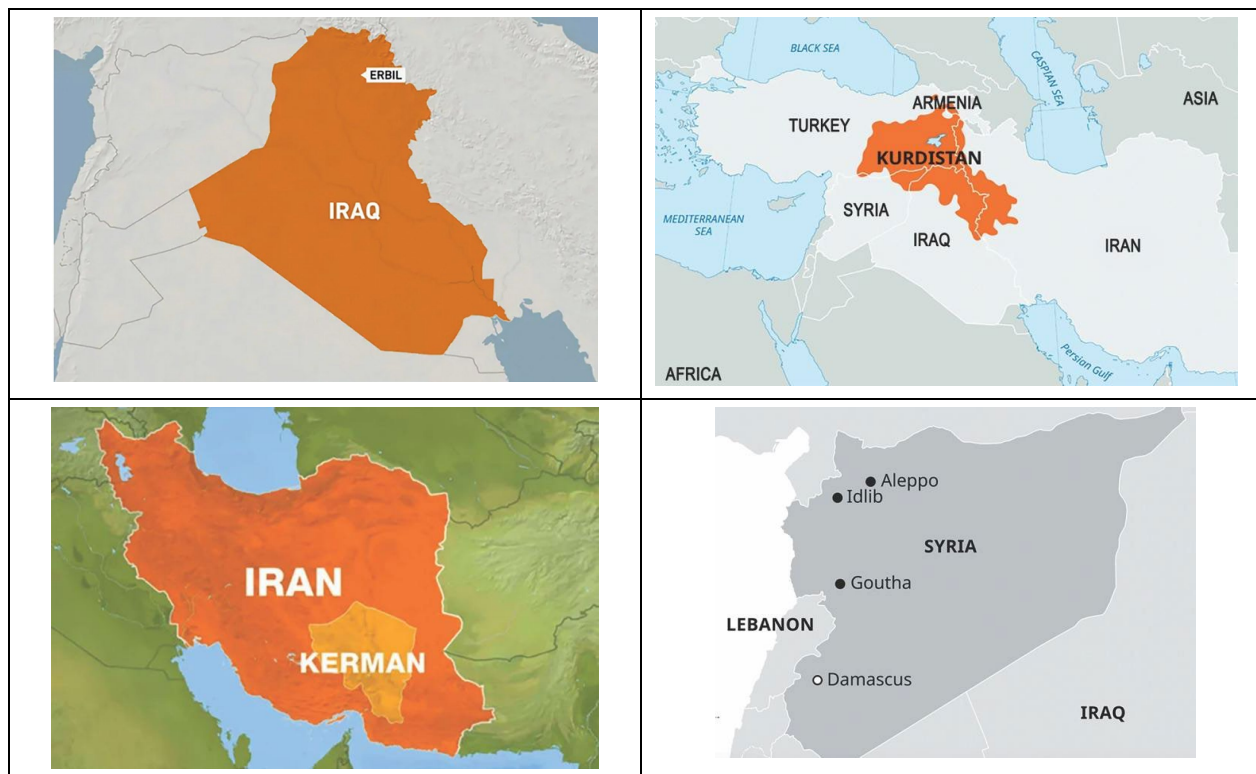 ERBIL
IRAQ
BLACK SEA
CASPIAN SEA
ASIA
ARMENIA
TURKEY
KURDISTAN
SYRIA
MEDITERRANEAN
SEA
IRAQ
IRAN
Persian Gulf
AFRICA
IRAN
KERMAN
Aleppo
Idlib
SYRIA
Goutha
LEBANON
Damascus
IRAQ